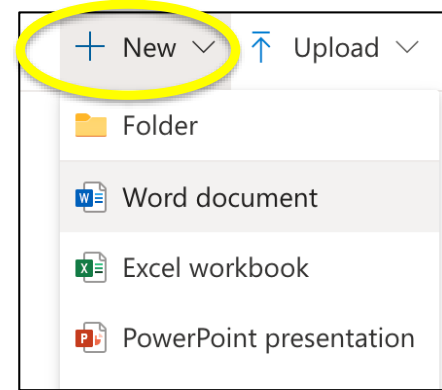 New Upload
Folder
W Word document
X Excel workbook
P PowerPoint presentation